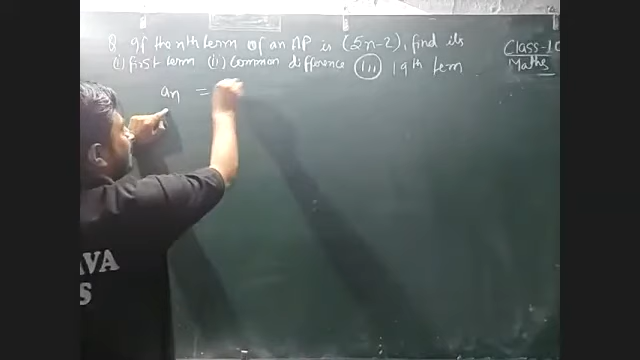 Q 9f the nth term of an AP is (5n-2), find its
(i) first term (ii) Common difference (iii) 19th term
Class-10
Maths
an =
AVA
S